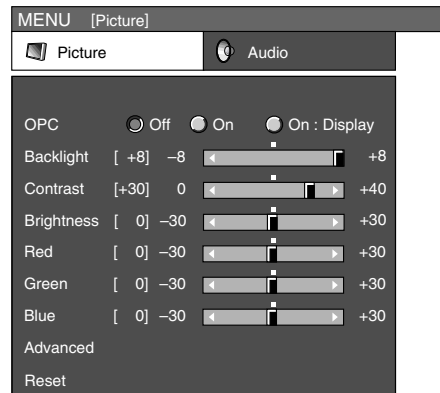 MENU [Picture]
Picture Audio
OPC Off On On : Display
Backlight [ +8] –8 +8
Contrast [+30] 0 +40
Brightness [ 0] –30 +30
Red [ 0] –30 +30
Green [ 0] –30 +30
Blue [ 0] –30 +30
Advanced
Reset